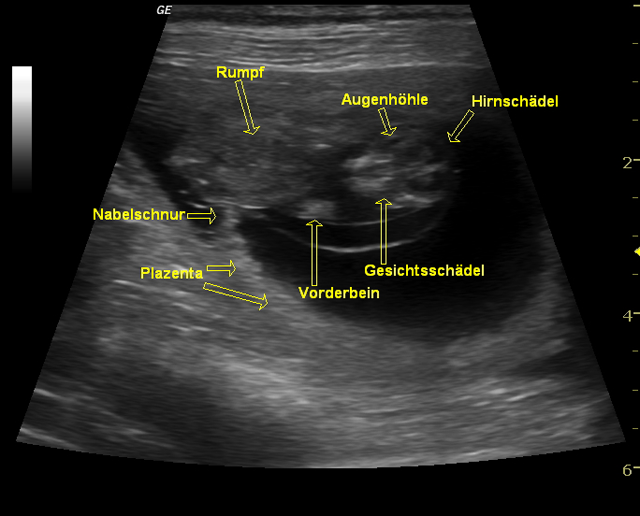 GE
Rumpf
Augenhöhle
Hirnschädel
2
Nabelschnur
Plazenta
Gesichtsschädel
Vorderbein
4
6